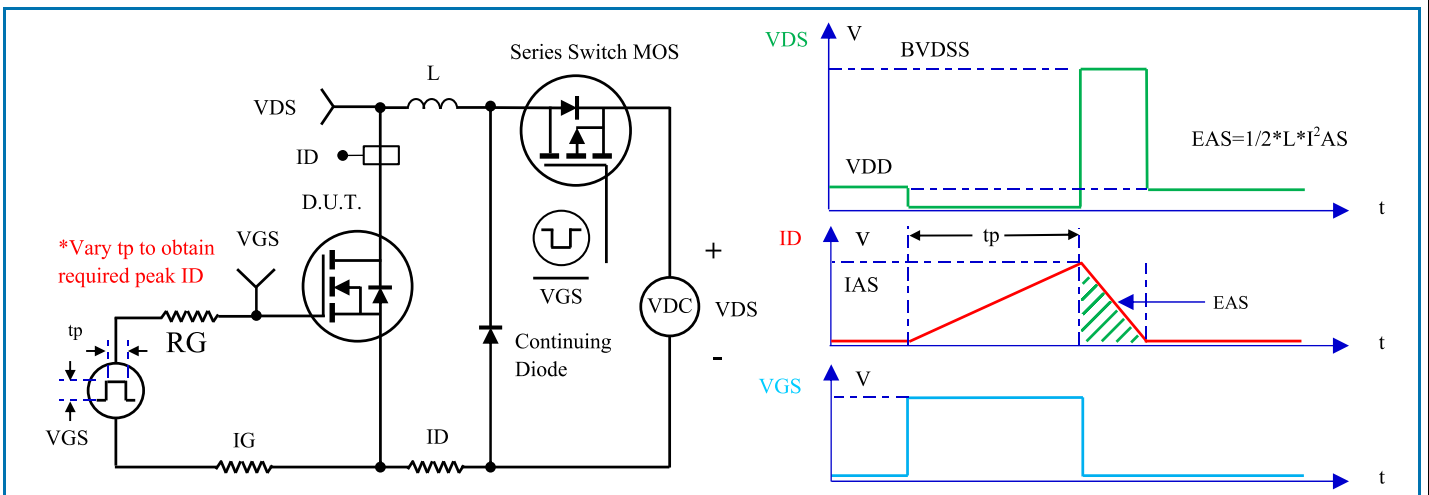 Series Switch MOS
L
VDS
ID
D.U.T.
VGS
*Vary tp to obtain
required peak ID
tp
RG
VGS
IG
ID
VGS
Continuing
Diode
+
VDC
VDS
-
VDS
V
BVDSS
VDD
EAS=1/2*L*I²AS
t
ID
V
tp
IAS
EAS
t
VGS
V
t